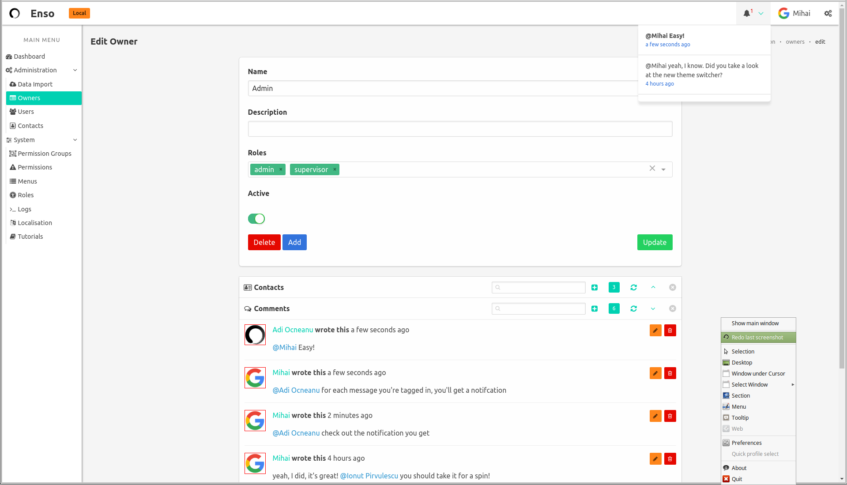 Enso
Local
1
Mihai
MAIN MENU
Dashboard
Administration
Data Import
Owners
Users
Contacts
System
Permission Groups
Permissions
Menus
Roles
Logs
Localisation
Tutorials
Edit Owner
owners
edit
@Mihai Easy!
a few seconds ago
@Mihai yeah, I know. Did you take a look
at the new theme switcher?
4 hours ago
Name
Admin
Description
Roles
admin
supervisor
Active
Delete
Add
Update
Contacts
Comments
Adi Ocneanu wrote this a few seconds ago
@Mihai Easy!
Mihai wrote this a few seconds ago
@Adi Ocneanu for each message you're tagged in, you'll get a notifcation
Mihai wrote this 2 minutes ago
@Adi Ocneanu check out the notification you get
Mihai wrote this 4 hours ago
yeah, I did, it's great! @Ionut Pirvulescu you should take it for a spin!
Show main window
Redo last screenshot
Selection
Desktop
Window under Cursor
Select Window
Section
Menu
Tooltip
Web
Preferences
Quick profile select
About
Quit